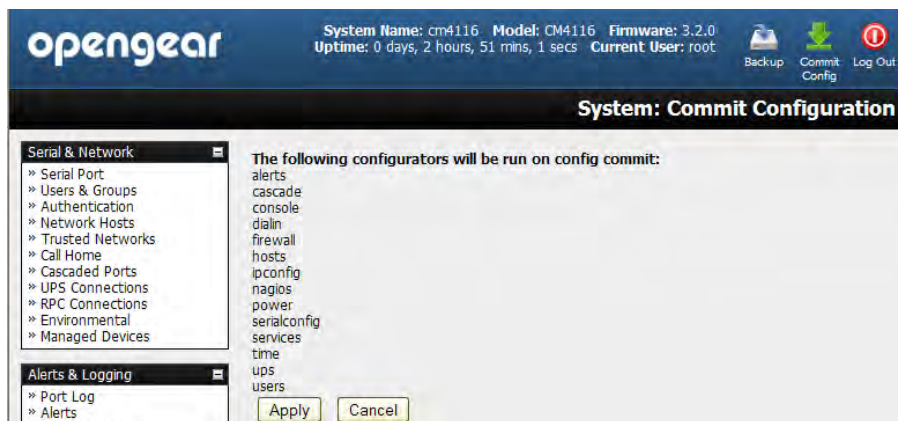 opengear
System Name: cm4116 Model: CM4116 Firmware: 3.2.0
Uptime: 0 days, 2 hours, 51 mins, 1 secs Current User: root
Backup
Commit
Config
Log Out
System: Commit Configuration
Serial & Network
» Serial Port
» Users & Groups
» Authentication
» Network Hosts
» Trusted Networks
» Call Home
» Cascaded Ports
» UPS Connections
» RPC Connections
» Environmental
» Managed Devices
Alerts & Logging
» Port Log
» Alerts
The following configurators will be run on config commit:
alerts
cascade
console
dialin
firewall
hosts
ipconfig
nagios
power
serialconfig
services
time
ups
users
Apply Cancel